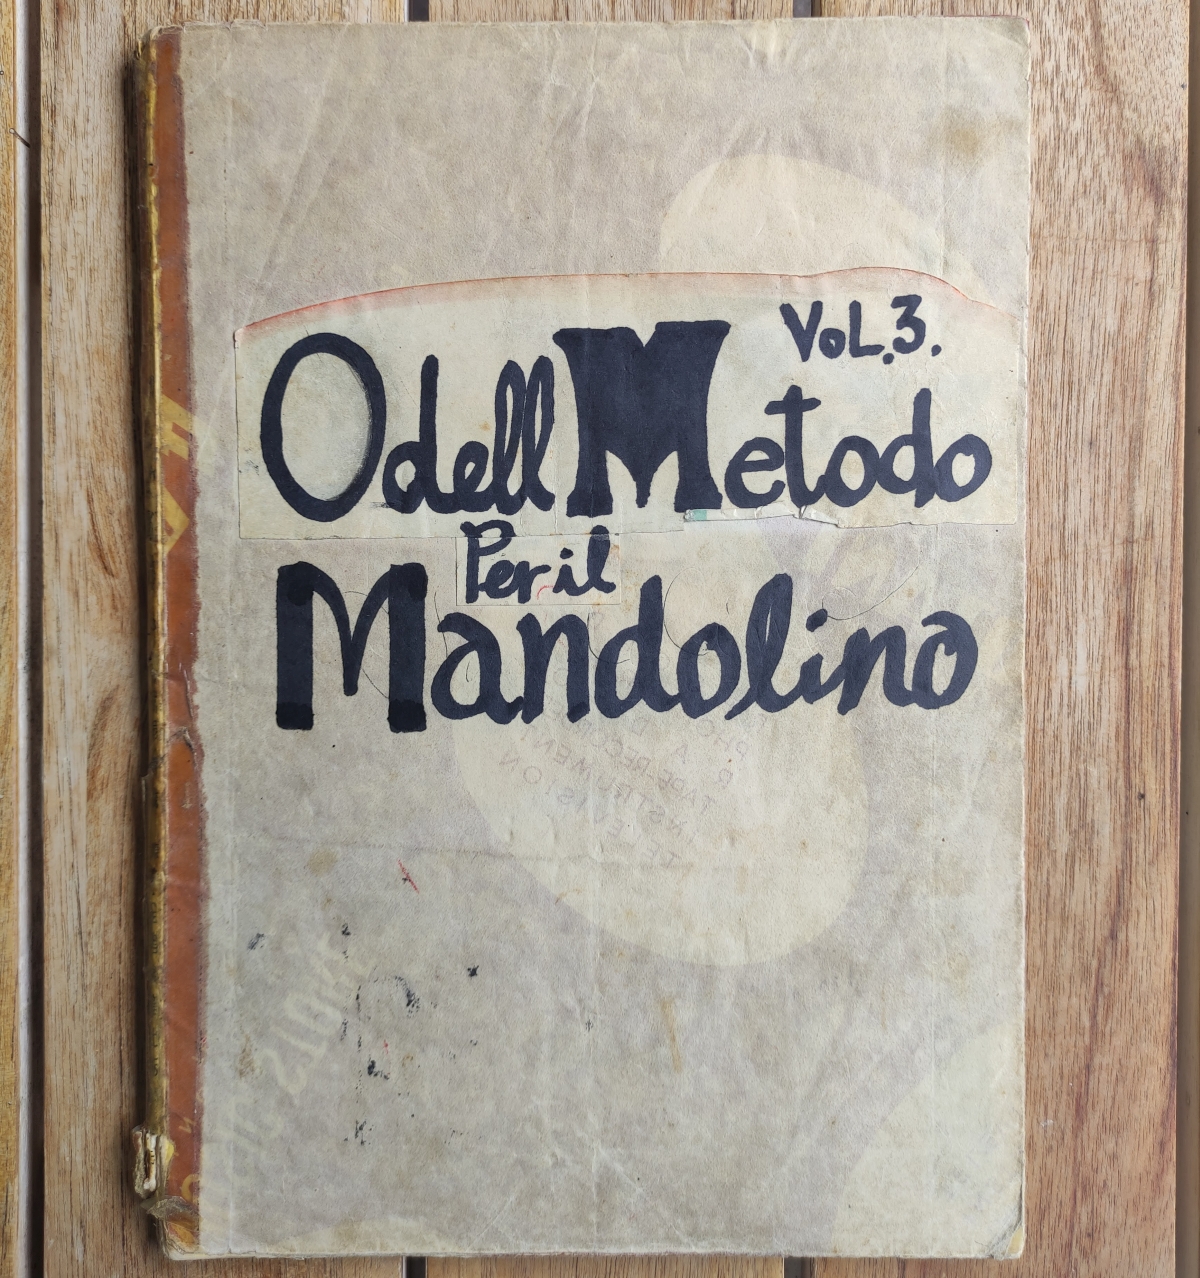 VoL.3.
Odell Metodo
Per il
Mandolino